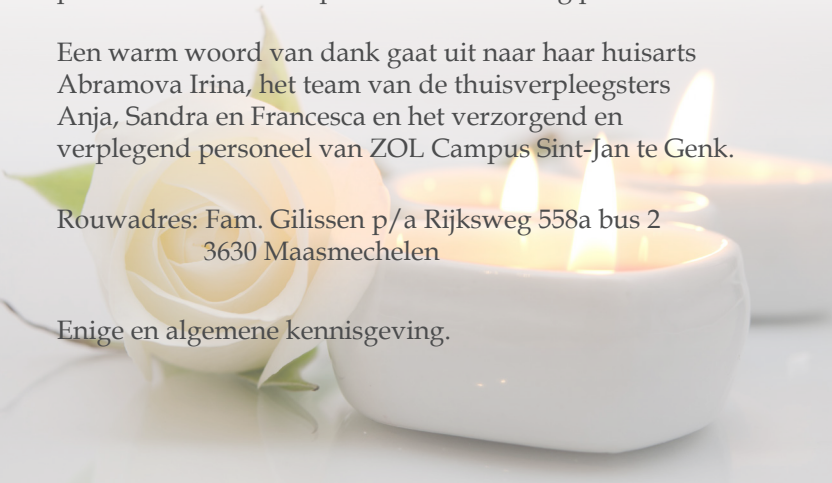 Een warm woord van dank gaat uit naar haar huisarts
Abramova Irina, het team van de thuisverpleegsters
Anja, Sandra en Francesca en het verzorgend en
verplegend personeel van ZOL Campus Sint-Jan te Genk.
Rouwadres: Fam. Gilissen p/a Rijksweg 558a bus 2
3630 Maasmechelen
Enige en algemene kennisgeving.